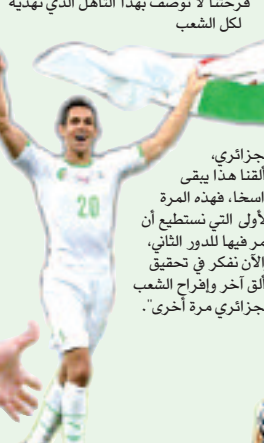 فرحتنا لا توصف بهذا التأهل الذي نهديه
لكل الشعب
جزائري،
ألقنا هذا يبقى
اسخا، فهذه المرة
لأولى التي نستطيع أن
مر فيها للدور الثاني،
الآن نفكر في تحقيق
ألق آخر وإفراح الشعب
جزائري مرة أخرى".
20